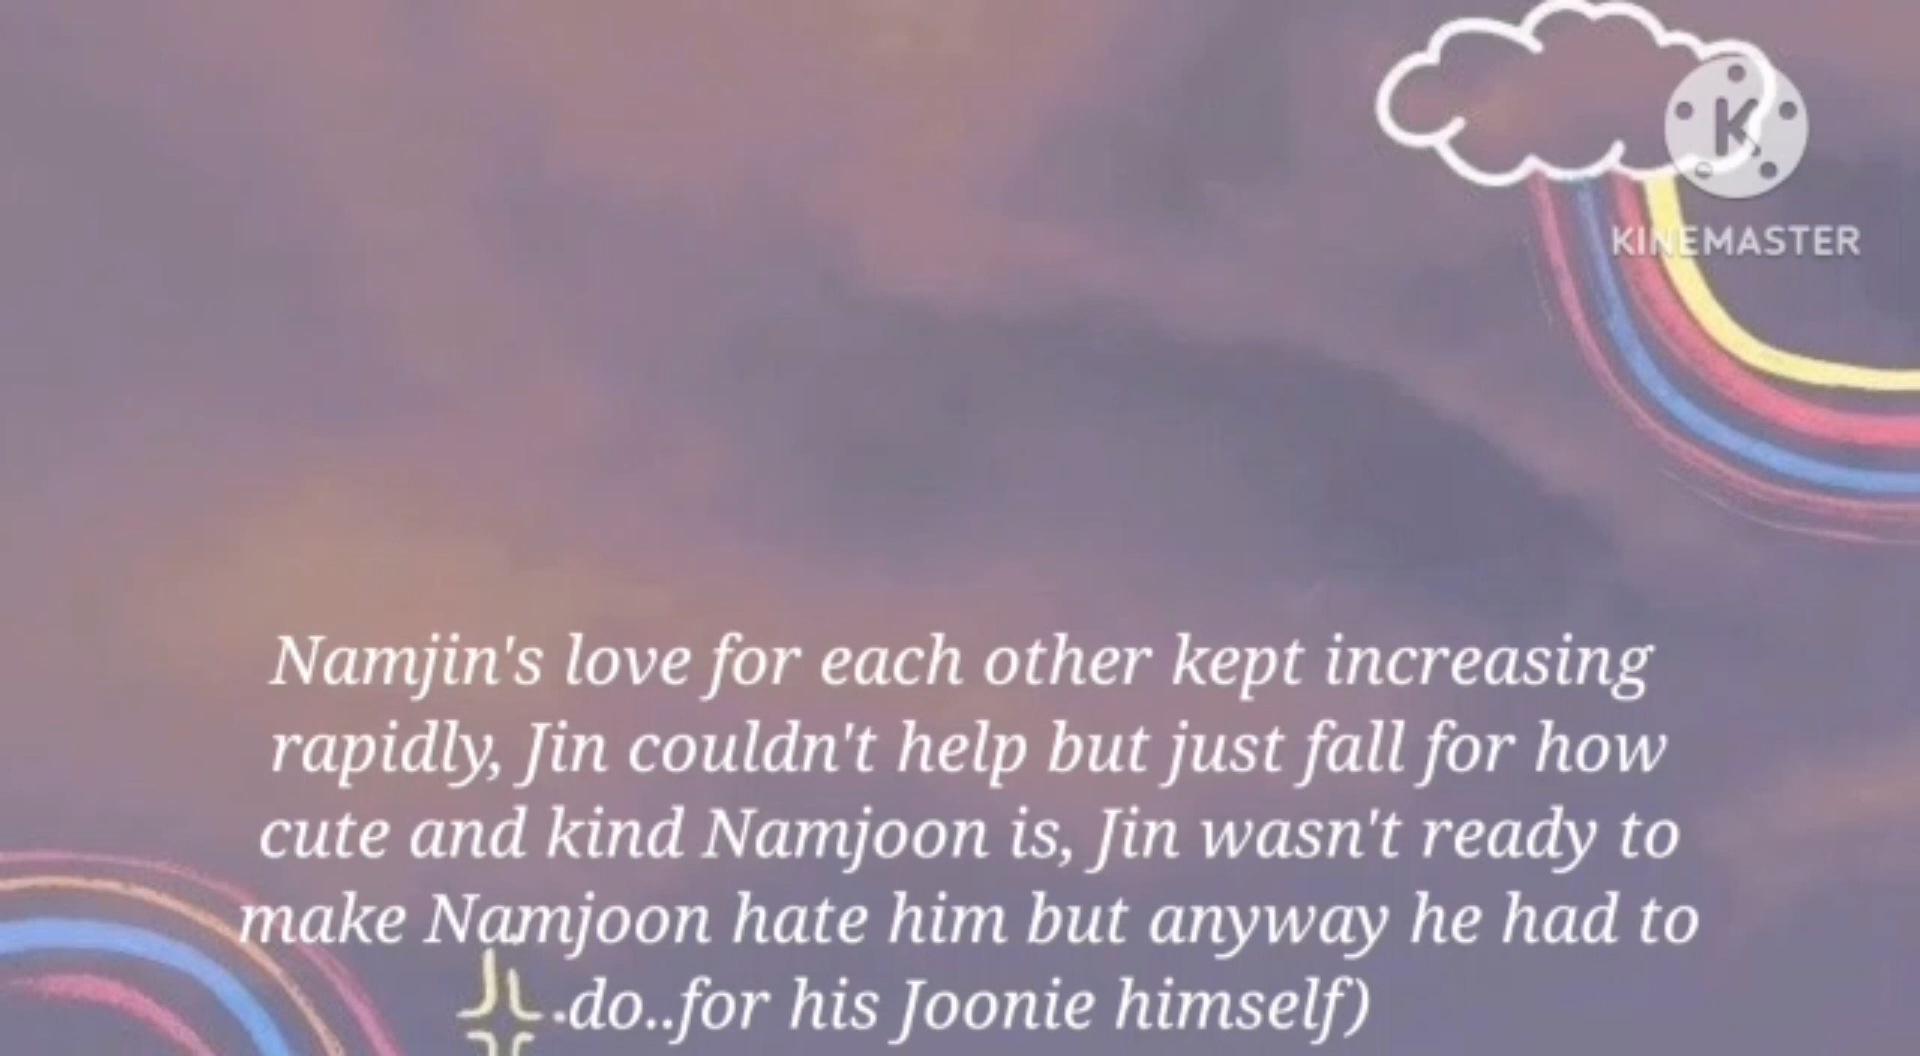 K
KINEMASTER
Namjin's love for each other kept increasing
rapidly, Jin couldn't help but just fall for how
cute and kind Namjoon is, Jin wasn't ready to
make Namjoon hate him but anyway he had to
.do..for his Joonie himself)